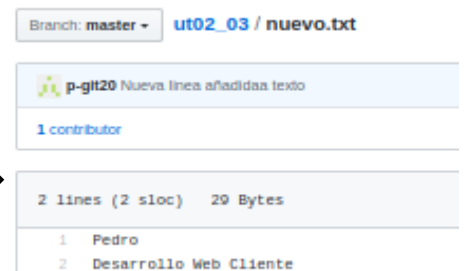 Branch: master
ut02_03 / nuevo.txt
p-git20 Nueva linea añadidaa texto
1 contributor
2 lines (2 sloc) 29 Bytes
1 Pedro
2 Desarrollo Web Cliente